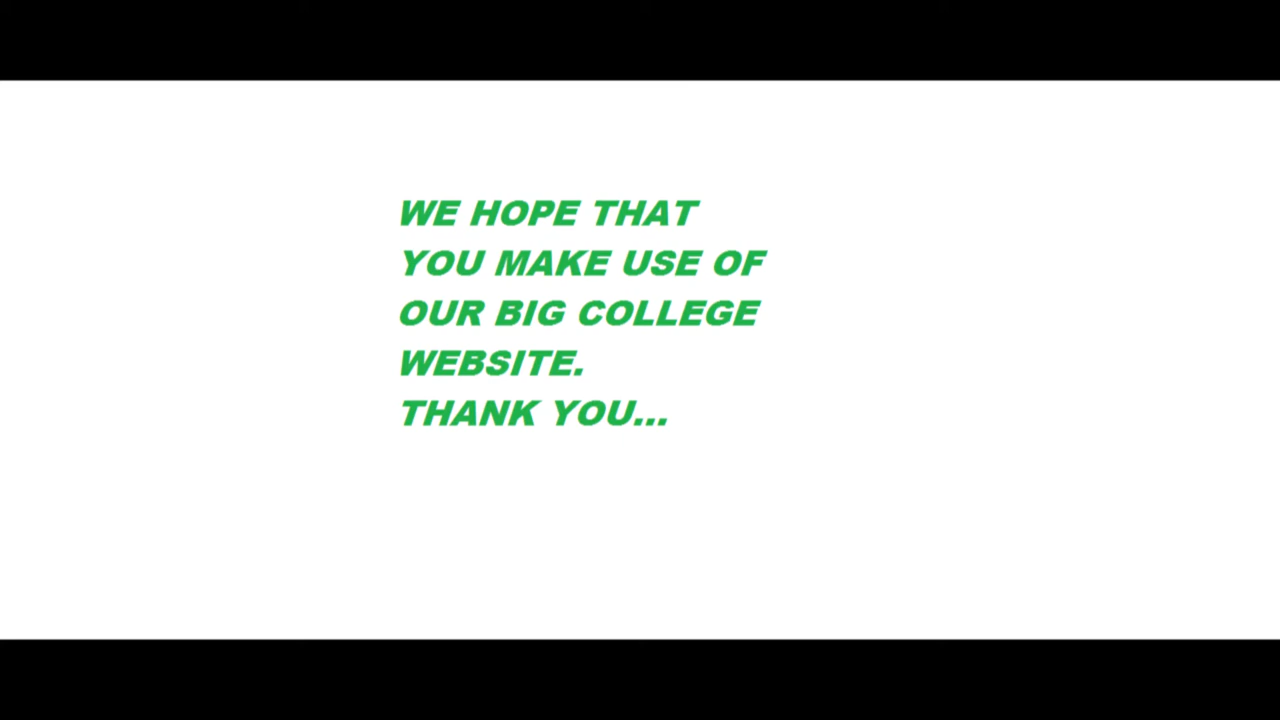 WE HOPE THAT
YOU MAKE USE OF
OUR BIG COLLEGE
WEBSITE.
THANK YOU...